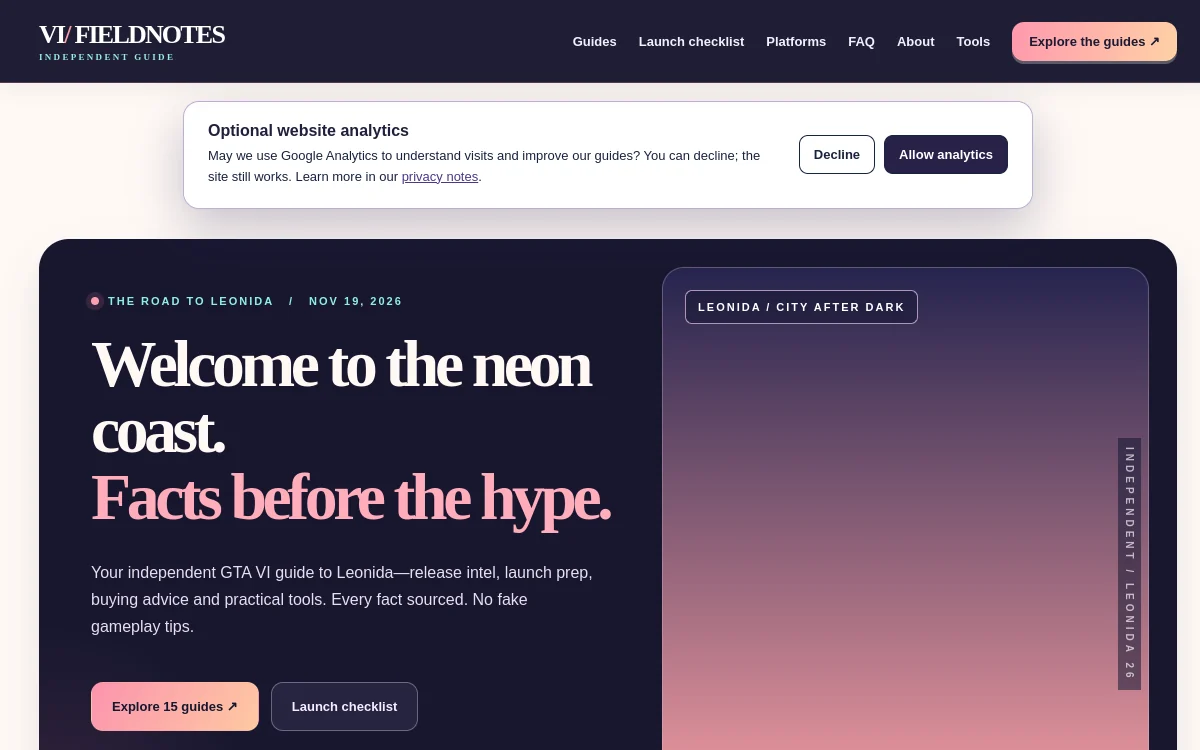 VI/ FIELDNOTES
INDEPENDENT GUIDE
Guides
Launch checklist
Platforms
FAQ
About
Tools
Explore the guides ↗
Optional website analytics
May we use Google Analytics to understand visits and improve our guides? You can decline; the
site still works. Learn more in our privacy notes.
Decline
Allow analytics
THE ROAD TO LEONIDA / NOV 19, 2026
Welcome to the neon
coast.
Facts before the hype.
Your independent GTA VI guide to Leonida—release intel, launch prep,
buying advice and practical tools. Every fact sourced. No fake
gameplay tips.
Explore 15 guides ↗
Launch checklist
LEONIDA / CITY AFTER DARK
INDEPENDENT / LEONIDA 26